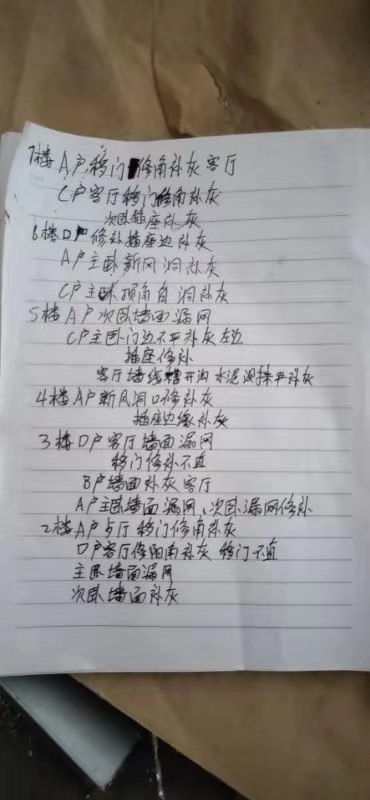 7楼A户,移门修角补灰客厅
C户客厅移门修角补灰
次卧插座补灰
6楼D户修补插座边补灰
A户主卧新风洞补灰
C户主卧顶角自洞补灰
5楼A户次卧墙面漏网
C户主卧门边不平补灰左边
插座修补
客厅墙线槽开沟水泥没抹平补灰
4楼A户新风洞口修补灰
插座边缘补灰
3楼D户客厅墙面漏网
移门修补不直
B户墙面补灰客厅
A户主卧墙面漏网、次卧漏网修补
2楼A户 厅移门修角补灰
D户客厅修阳角补灰 移门不直
主卧墙面漏网
次卧墙面补灰